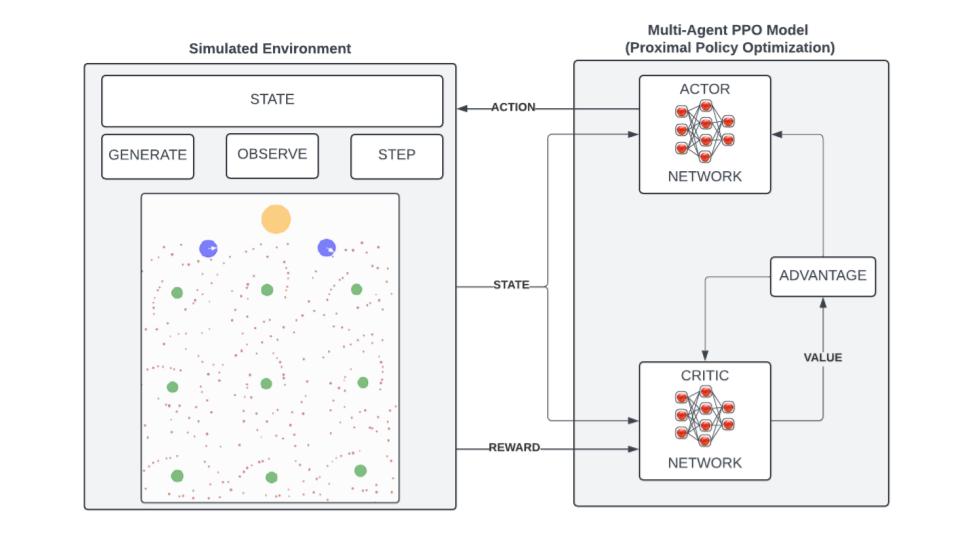 Simulated Environment
Multi-Agent PPO Model
(Proximal Policy Optimization)
STATE
GENERATE
OBSERVE
STEP
ACTION
STATE
REWARD
ACTOR
NETWORK
ADVANTAGE
VALUE
CRITIC
NETWORK